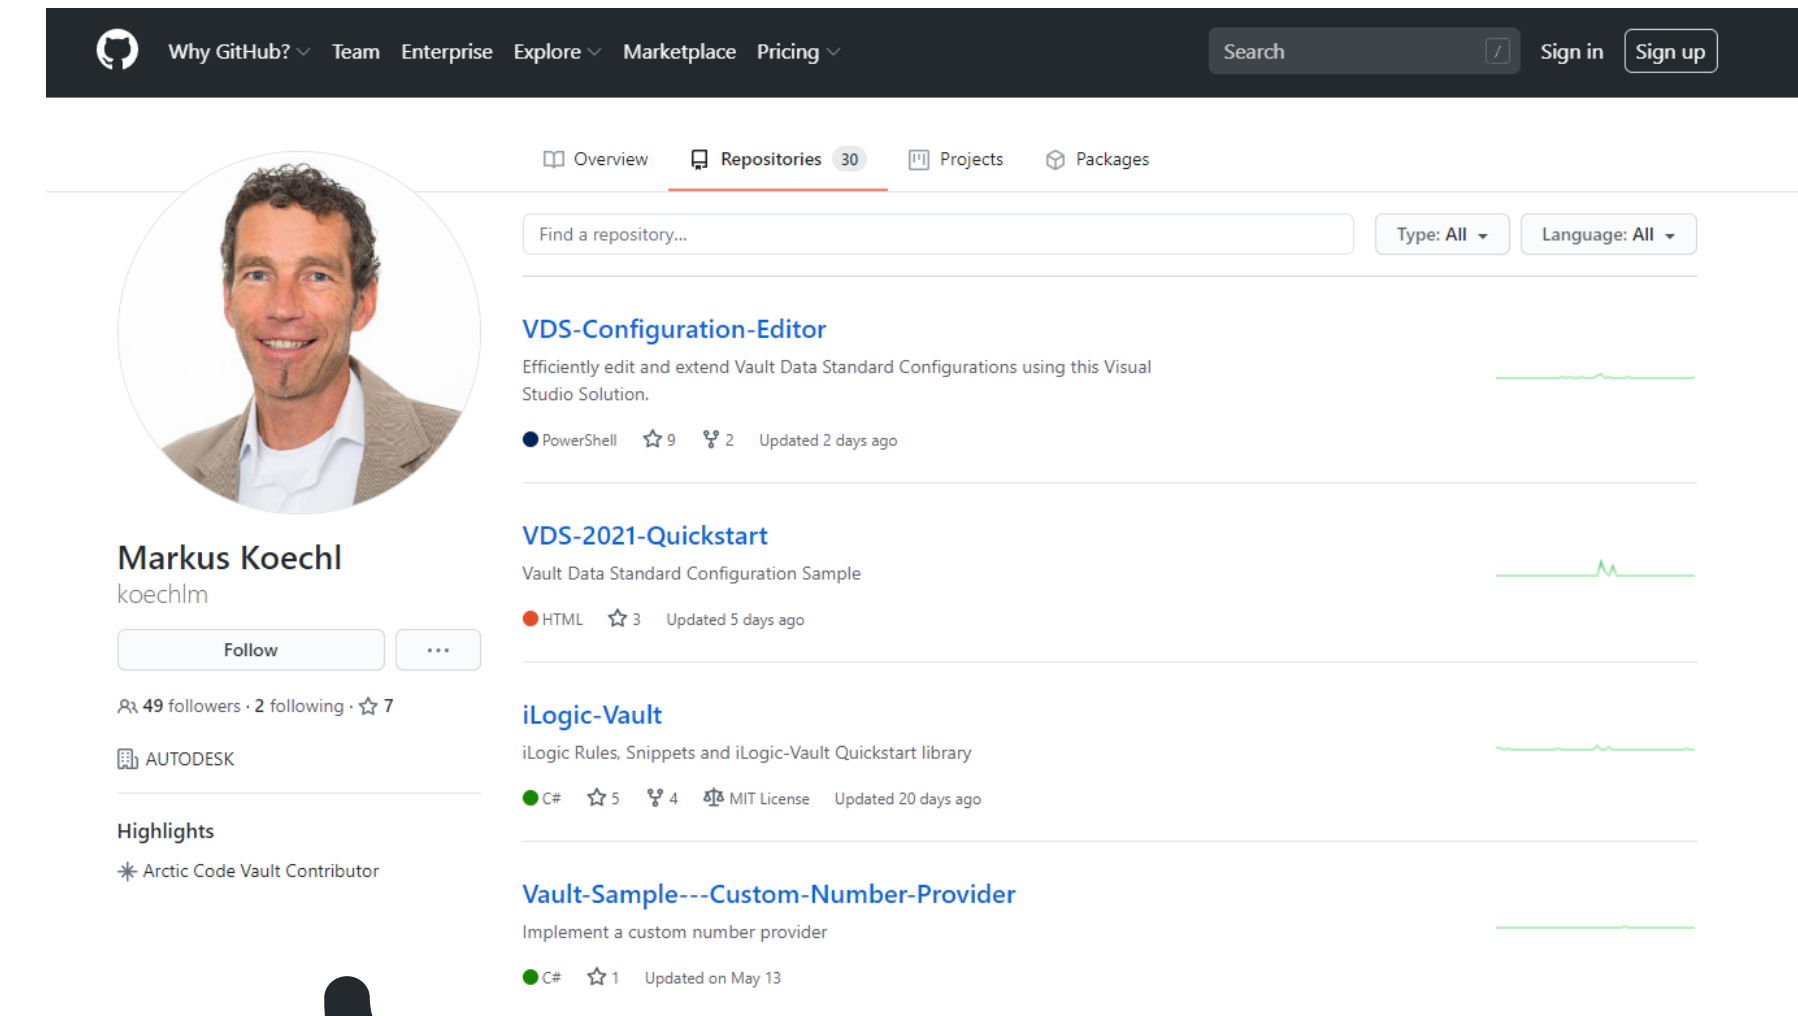 Why GitHub? Team Enterprise Explore Marketplace Pricing Search / Sign in Sign up
Overview Repositories 30 Projects Packages
Find a repository... Type: All Language: All
VDS-Configuration-Editor
Efficiently edit and extend Vault Data Standard Configurations using this Visual
Studio Solution.
PowerShell 9 2 Updated 2 days ago
VDS-2021-Quickstart
Vault Data Standard Configuration Sample
HTML 3 Updated 5 days ago
iLogic-Vault
iLogic Rules, Snippets and iLogic-Vault Quickstart library
C# 5 4 MIT License Updated 20 days ago
Vault-Sample---Custom-Number-Provider
Implement a custom number provider
C# 1 Updated on May 13
Markus Koechl
koechlm
Follow ...
49 followers · 2 following · 7
AUTODESK
Highlights
Arctic Code Vault Contributor